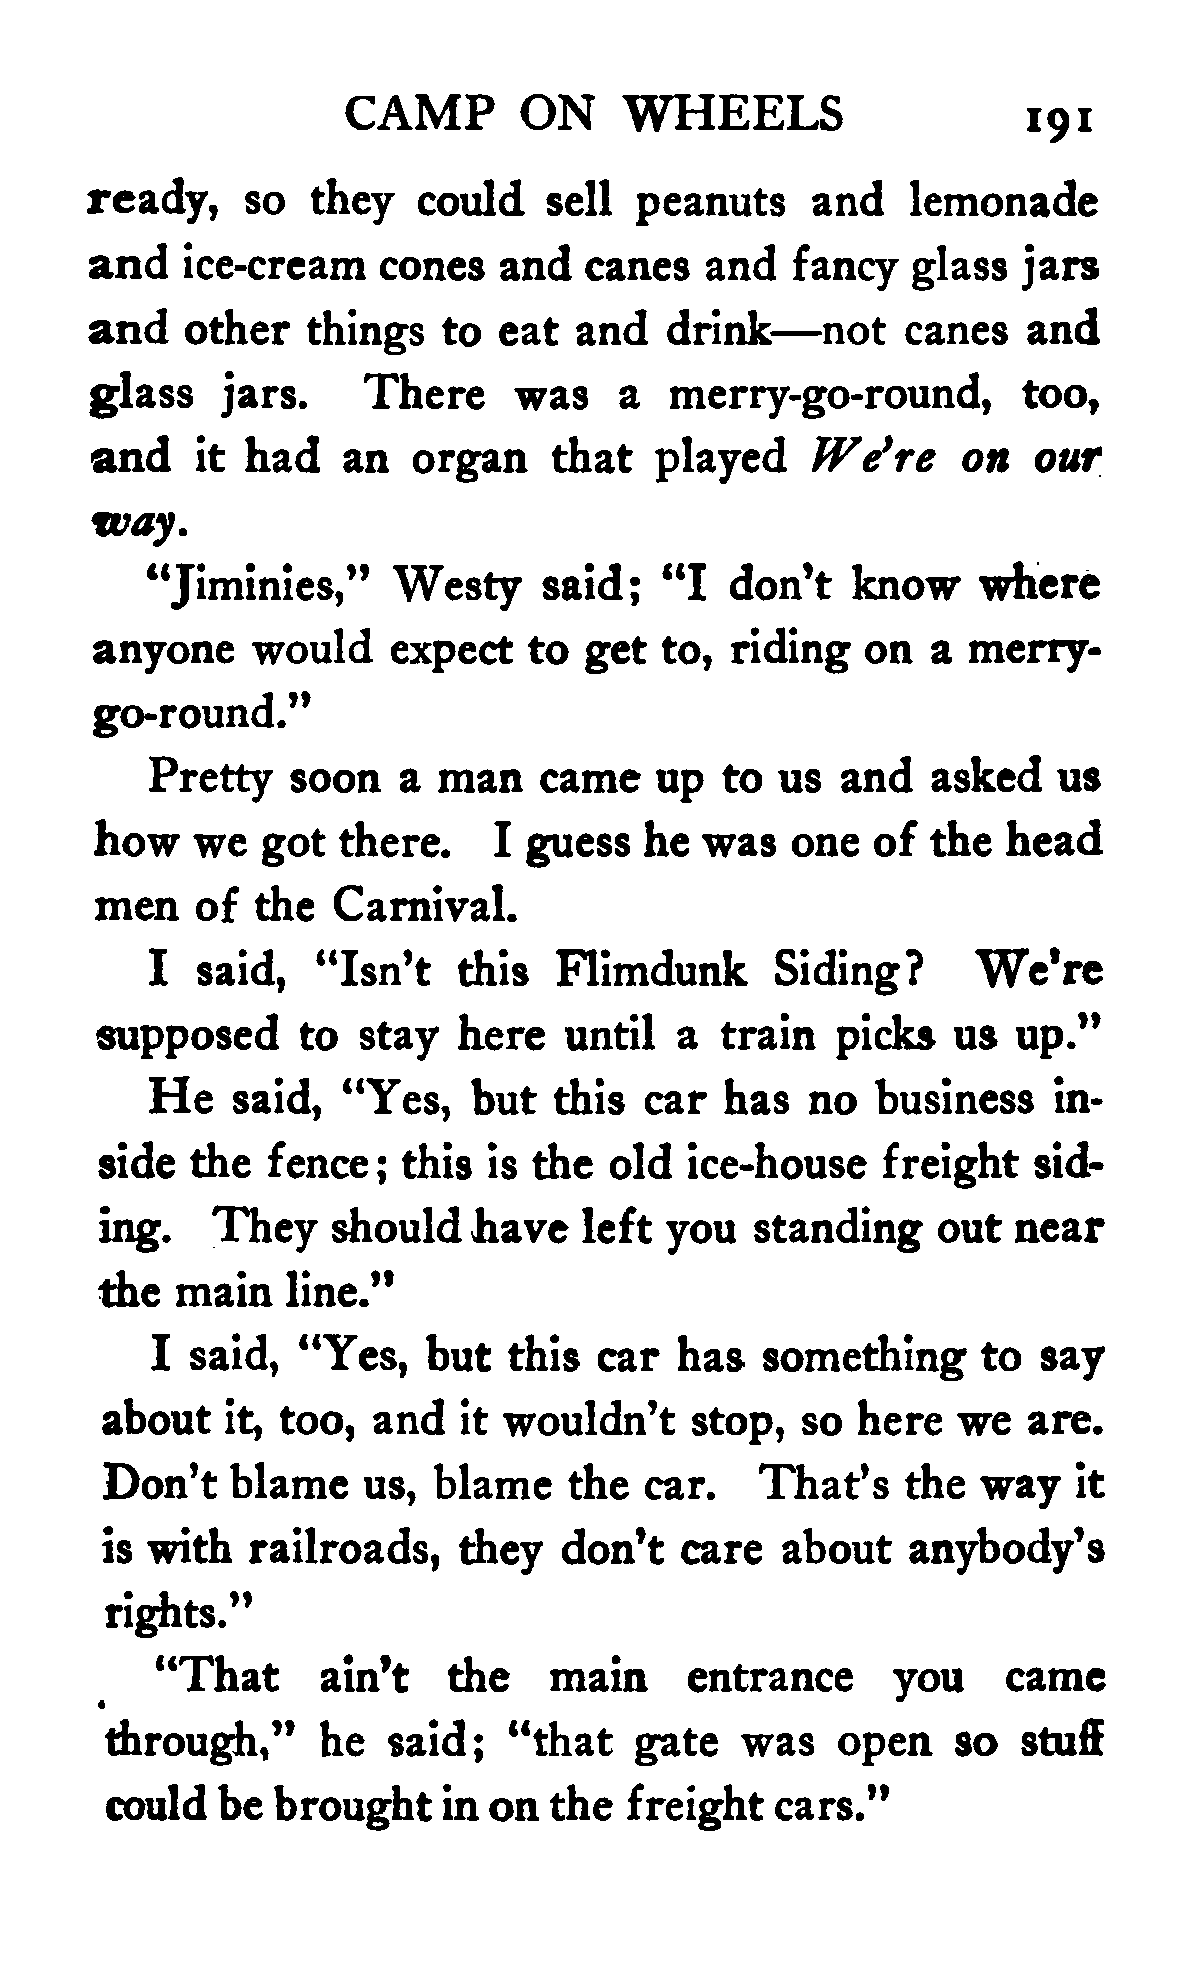 CAMP ON WHEELS 191
ready, so they could sell peanuts and lemonade
and ice-cream cones and canes and fancy glass jars
and other things to eat and drink—not canes and
glass jars. There was a merry-go-round, too,
and it had an organ that played We're on our
way.
"Jiminies," Westy said; "I don't know where
anyone would expect to get to, riding on a merry-
go-round."
Pretty soon a man came up to us and asked us
how we got there. I guess he was one of the head
men of the Carnival.
I said, "Isn't this Flimdunk Siding? We're
supposed to stay here until a train picks us up."
He said, "Yes, but this car has no business in-
side the fence; this is the old ice-house freight sid-
ing. They should have left you standing out near
the main line."
I said, "Yes, but this car has something to say
about it, too, and it wouldn't stop, so here we are.
Don't blame us, blame the car. That's the way it
is with railroads, they don't care about anybody's
rights."
"That ain't the main entrance you came
through," he said; "that gate was open so stuff
could be brought in on the freight cars."